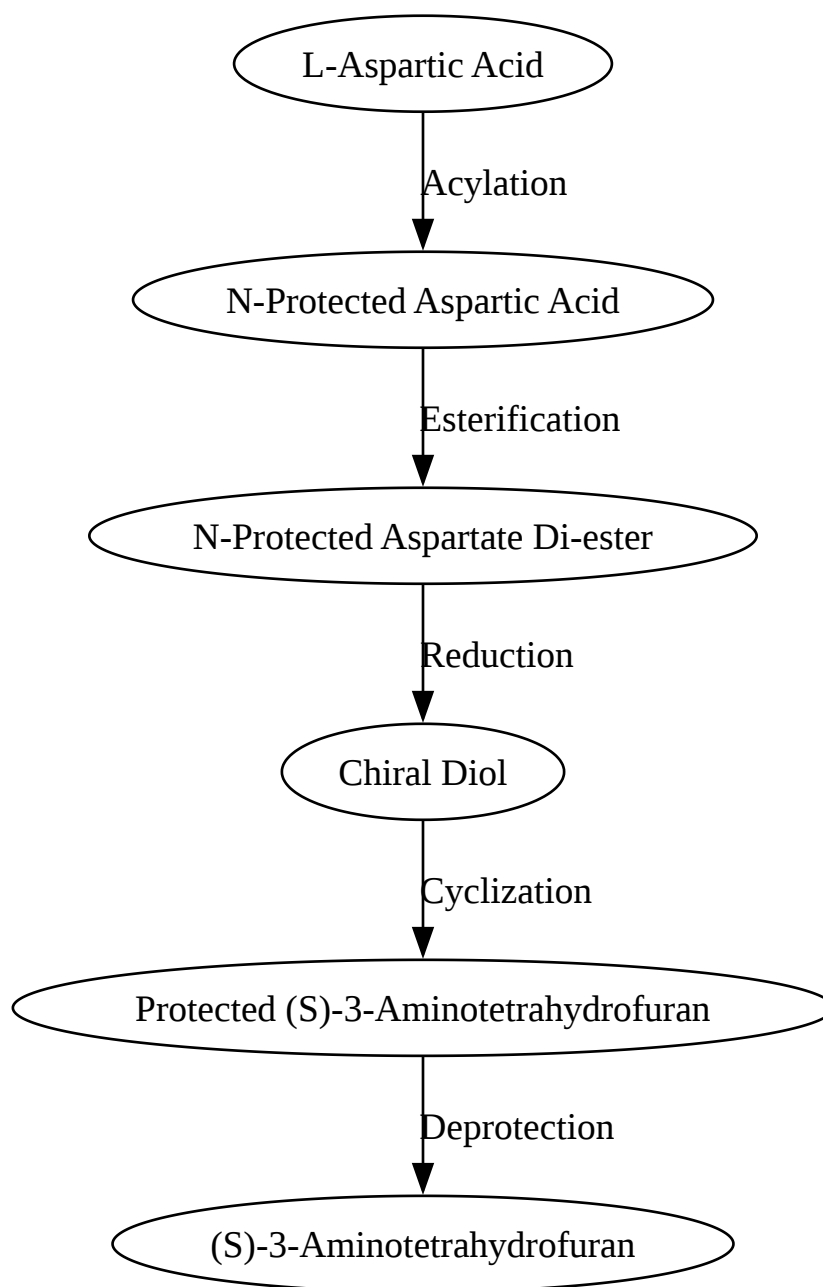 L-Aspartic Acid
Acylation
N-Protected Aspartic Acid
Esterification
N-Protected Aspartate Di-ester
Reduction
Chiral Diol
Cyclization
Protected (S)-3-Aminotetrahydrofuran
Deprotection
(S)-3-Aminotetrahydrofuran